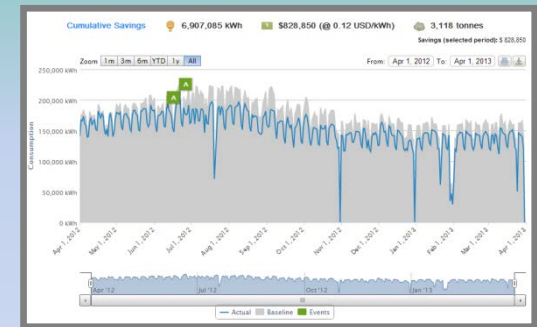 Cumulative Savings 6,907,085 kWh $828,850 (@ 0.12 USD/kWh) 3,118 tonnes
Savings (selected period): $ 828,850
Zoom 1m 3m 6m YTD 1y All From: Apr 1, 2012 To: Apr 1, 2013
250,000 kWh
200,000 kWh
150,000 kWh
100,000 kWh
50,000 kWh
0 kWh
Consumption
A
A
Apr 1, 2012 May 1, 2012 Jun 1, 2012 Jul 1, 2012 Aug 1, 2012 Sep 1, 2012 Oct 1, 2012 Nov 1, 2012 Dec 1, 2012 Jan 1, 2013 Feb 1, 2013 Mar 1, 2013 Apr 1, 2013
Apr '12 Jul '12 Oct '12 Jan '13
Actual Baseline Events